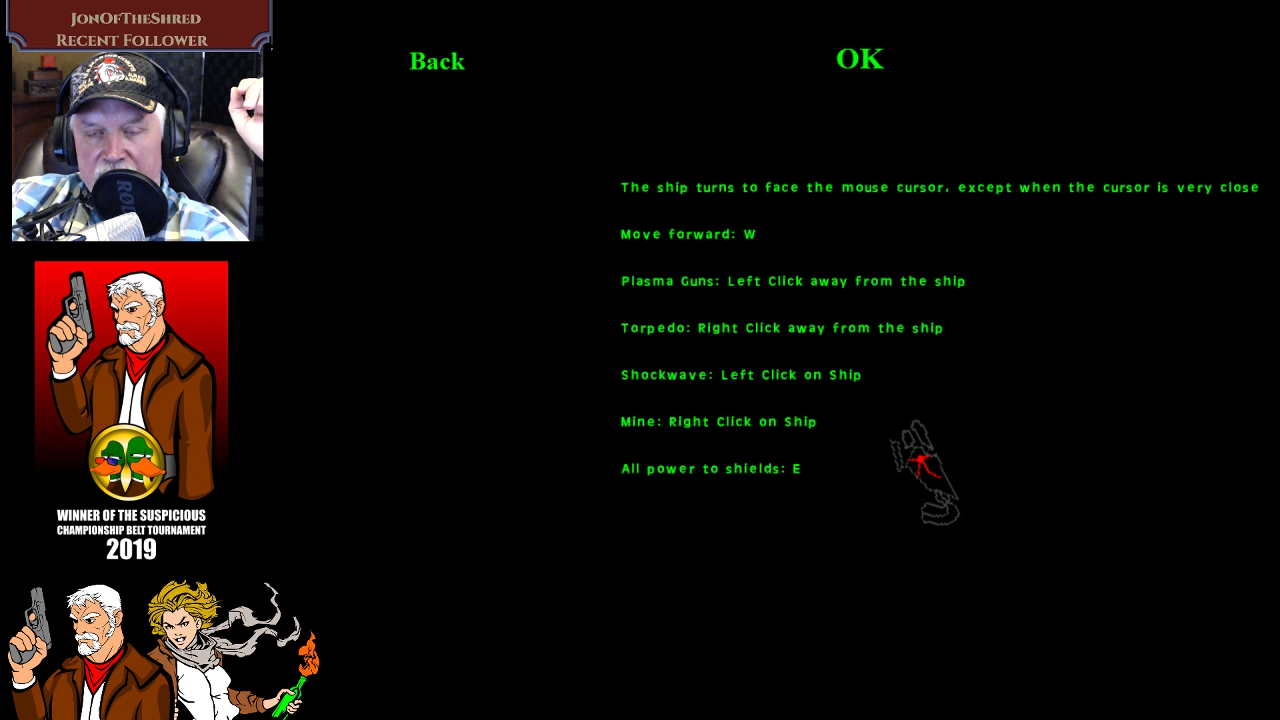 JonOfTheShred
Recent Follower
Back
OK
The ship turns to face the mouse cursor, except when the cursor is very close
Move forward: W
Plasma Guns: Left Click away from the ship
Torpedo: Right Click away from the ship
Shockwave: Left Click on Ship
Mine: Right Click on Ship
All power to shields: E
WINNER OF THE SUSPICIOUS
CHAMPIONSHIP BELT TOURNAMENT
2019